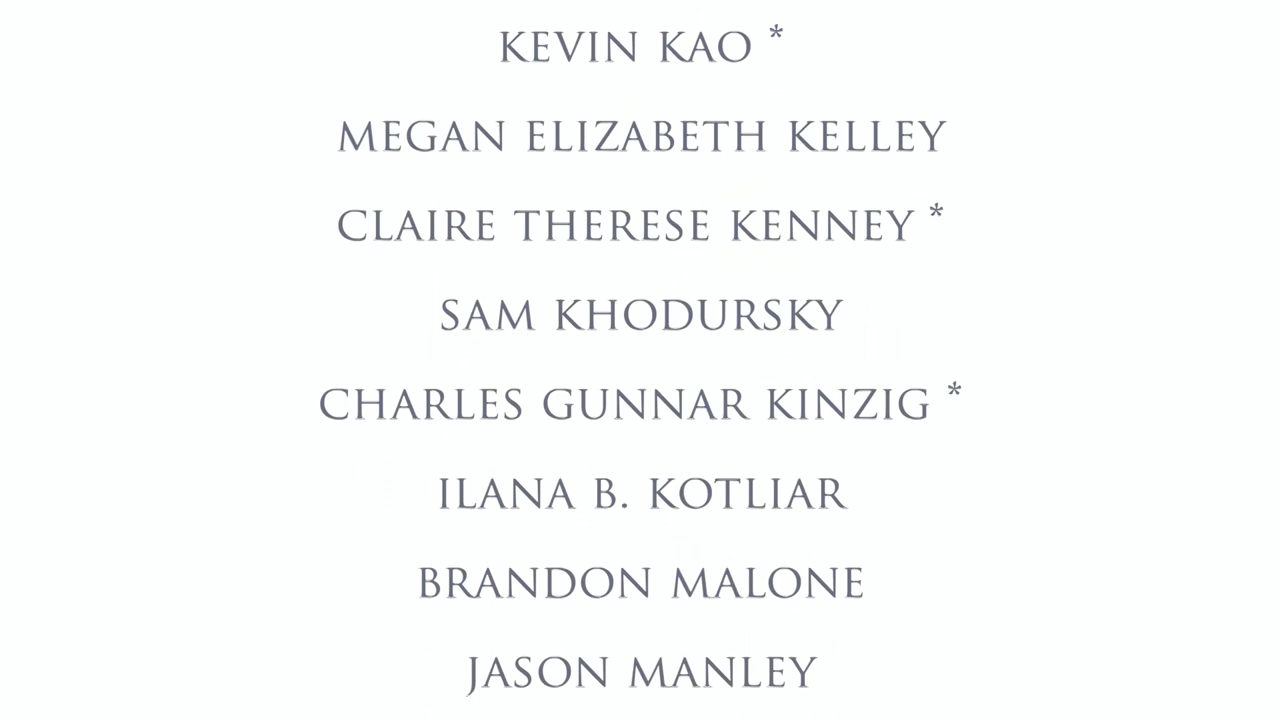 KEVIN KAO *
MEGAN ELIZABETH KELLEY
CLAIRE THERESE KENNEY *
SAM KHODURSKY
CHARLES GUNNAR KINZIG *
ILANA B. KOTLIAR
BRANDON MALONE
JASON MANLEY